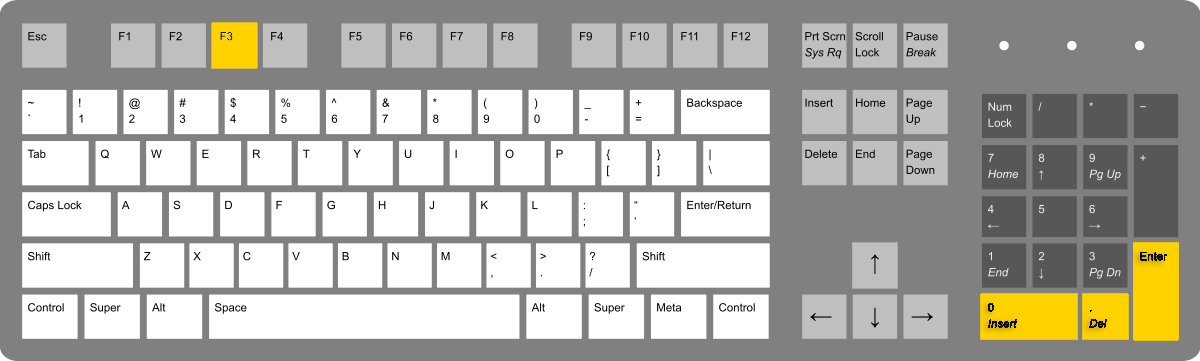 Esc F1 F2 F3 F4 F5 F6 F7 F8 F9 F10 F11 F12 Prt Scrn Scroll Pause
Sys Rq Lock Break
~ ! @ # $ % ^ & * ( ) _ + Backspace Insert Home Page Num / * −
` 1 2 3 4 5 6 7 8 9 0 - = Up Lock
Tab Q W E R T Y U I O P { } | Delete End Page 7 8 9 +
[ ] \ Down Home ↑ Pg Up
Caps Lock A S D F G H J K L : “ Enter/Return 4 5 6
; ‘ ← →
Shift Z X C V B N M < > ? Shift ↑ 1 2 3 Enter
, . / End ↓ Pg Dn
Control Super Alt Space Alt Super Meta Control ← ↓ → 0 .
Insert Del